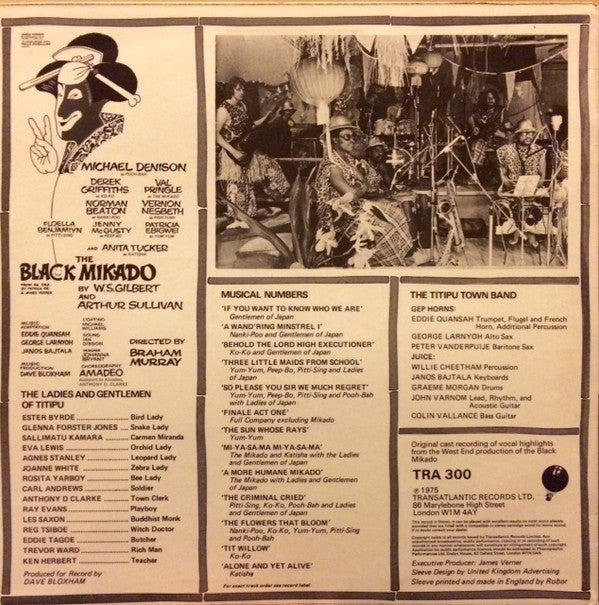 MICHAEL DENISON
as POOH-BAH
DEREK GRIFFITHS
as KO-KO
VAL PRINGLE
as THE MIKADO
NORMAN BEATON
as NANKI-POO
VERNON NESBETH
as PISH TUSH
FLOELLA BENJAMIYN
as PITTI-SING
JENNY McGUSTY
as PEEP-BO
PATRICIA EBIGWEI
as YUM YUM
AND ANITA TUCKER
as KATISHA
THE
BLACK MIKADO
BY W.S. GILBERT
AND
ARTHUR SULLIVAN
MUSIC ADAPTATION
EDDIE QUANSAH
GEORGE LARNYOH
JANOS BAJTALA
MUSIC PRODUCTION
DAVE BLOXHAM
LIGHTING
MICHAEL WILLIAMS
SOUND
IAN GIBSON
WIGMISS
JOHANNA BRYANT
CHOREOGRAPHY
AMADEO
Assistant to Amadeo,
ANTHONY D. CLARKE
DIRECTED BY
BRAHAM MURRAY
THE LADIES AND GENTLEMEN
OF TITIPU
ESTER BYRDE ........ Bird Lady
GLENNA FORSTER JONES .. Snake Lady
SALLIMATU KAMARA ...... Carmen Miranda
EVA LEWIS ........ Orchid Lady
AGNES STANLEY ........ Leopard Lady
JOANNE WHITE ........ Zebra Lady
ROSITA YARBOY ........ Bee Lady
CARL ANDREWS ........ Soldier
ANTHONY D CLARKE ........ Town Clerk
RAY EVANS ........ Playboy
LES SAXON ........ Buddhist Monk
REG TSIBOE ........ Witch Doctor
EDDIE TAGOE ........ Butcher
TREVOR WARD ........ Rich Man
KEN HERBERT ........ Teacher
Produced for Record by
DAVE BLOXHAM
MUSICAL NUMBERS
'IF YOU WANT TO KNOW WHO WE ARE'
Gentlemen of Japan
'A WAND'RING MINSTREL I'
Nanki-Poo and Gentlemen of Japan
'BEHOLD THE LORD HIGH EXECUTIONER'
Ko-Ko and Gentlemen of Japan
'THREE LITTLE MAIDS FROM SCHOOL'
Yum-Yum, Peep-Bo, Pitti-Sing and Ladies
of Japan
'SO PLEASE YOU SIR WE MUCH REGRET'
Yum-Yum, Peep-Bo, Pitti-Sing and Pooh-Bah
with Ladies of Japan
'FINALE ACT ONE'
Full Company excluding Mikado
'THE SUN WHOSE RAYS'
Yum-Yum
'MI-YA-SA-MA MI-YA-SA-MA'
The Mikado and Katisha with the Ladies
and Gentlemen of Japan
'A MORE HUMANE MIKADO'
The Mikado with Ladies and Gentlemen of
Japan
'THE CRIMINAL CRIED'
Pitti-Sing, Ko-Ko, Pooh-Bah and Ladies
and Gentlemen of Japan
'THE FLOWERS THAT BLOOM'
Nanki-Poo, Ko-Ko, Yum-Yum, Pitti-Sing
and Pooh-Bah
'TIT WILLOW'
Ko-Ko
'ALONE AND YET ALIVE'
Katisha
For exact track order see record label.
THE TITIPU TOWN BAND
GEP HORNS:
EDDIE QUANSAH Trumpet, Flugel and French
Horn, Additional Percussion
GEORGE LARNYOH Alto Sax
PETER VANDERPUIJE Baritone Sax
JUICE:
WILLIE CHEETHAM Percussion
JANOS BAJTALA Keyboards
GRAEME MORGAN Drums
JOHN VARNOM Lead, Rhythm, and
Acoustic Guitar
COLIN VALLANCE Bass Guitar
Original cast recording of vocal highlights
from the West End production of the Black
Mikado
TRA 300
℗ 1975
TRANSATLANTIC RECORDS LTD.
86 Marylebone High Street
London W1M 4AY
Executive Producer: James Verner
Sleeve Design by United Kingdom Advertising
Sleeve printed and made in England by Robor